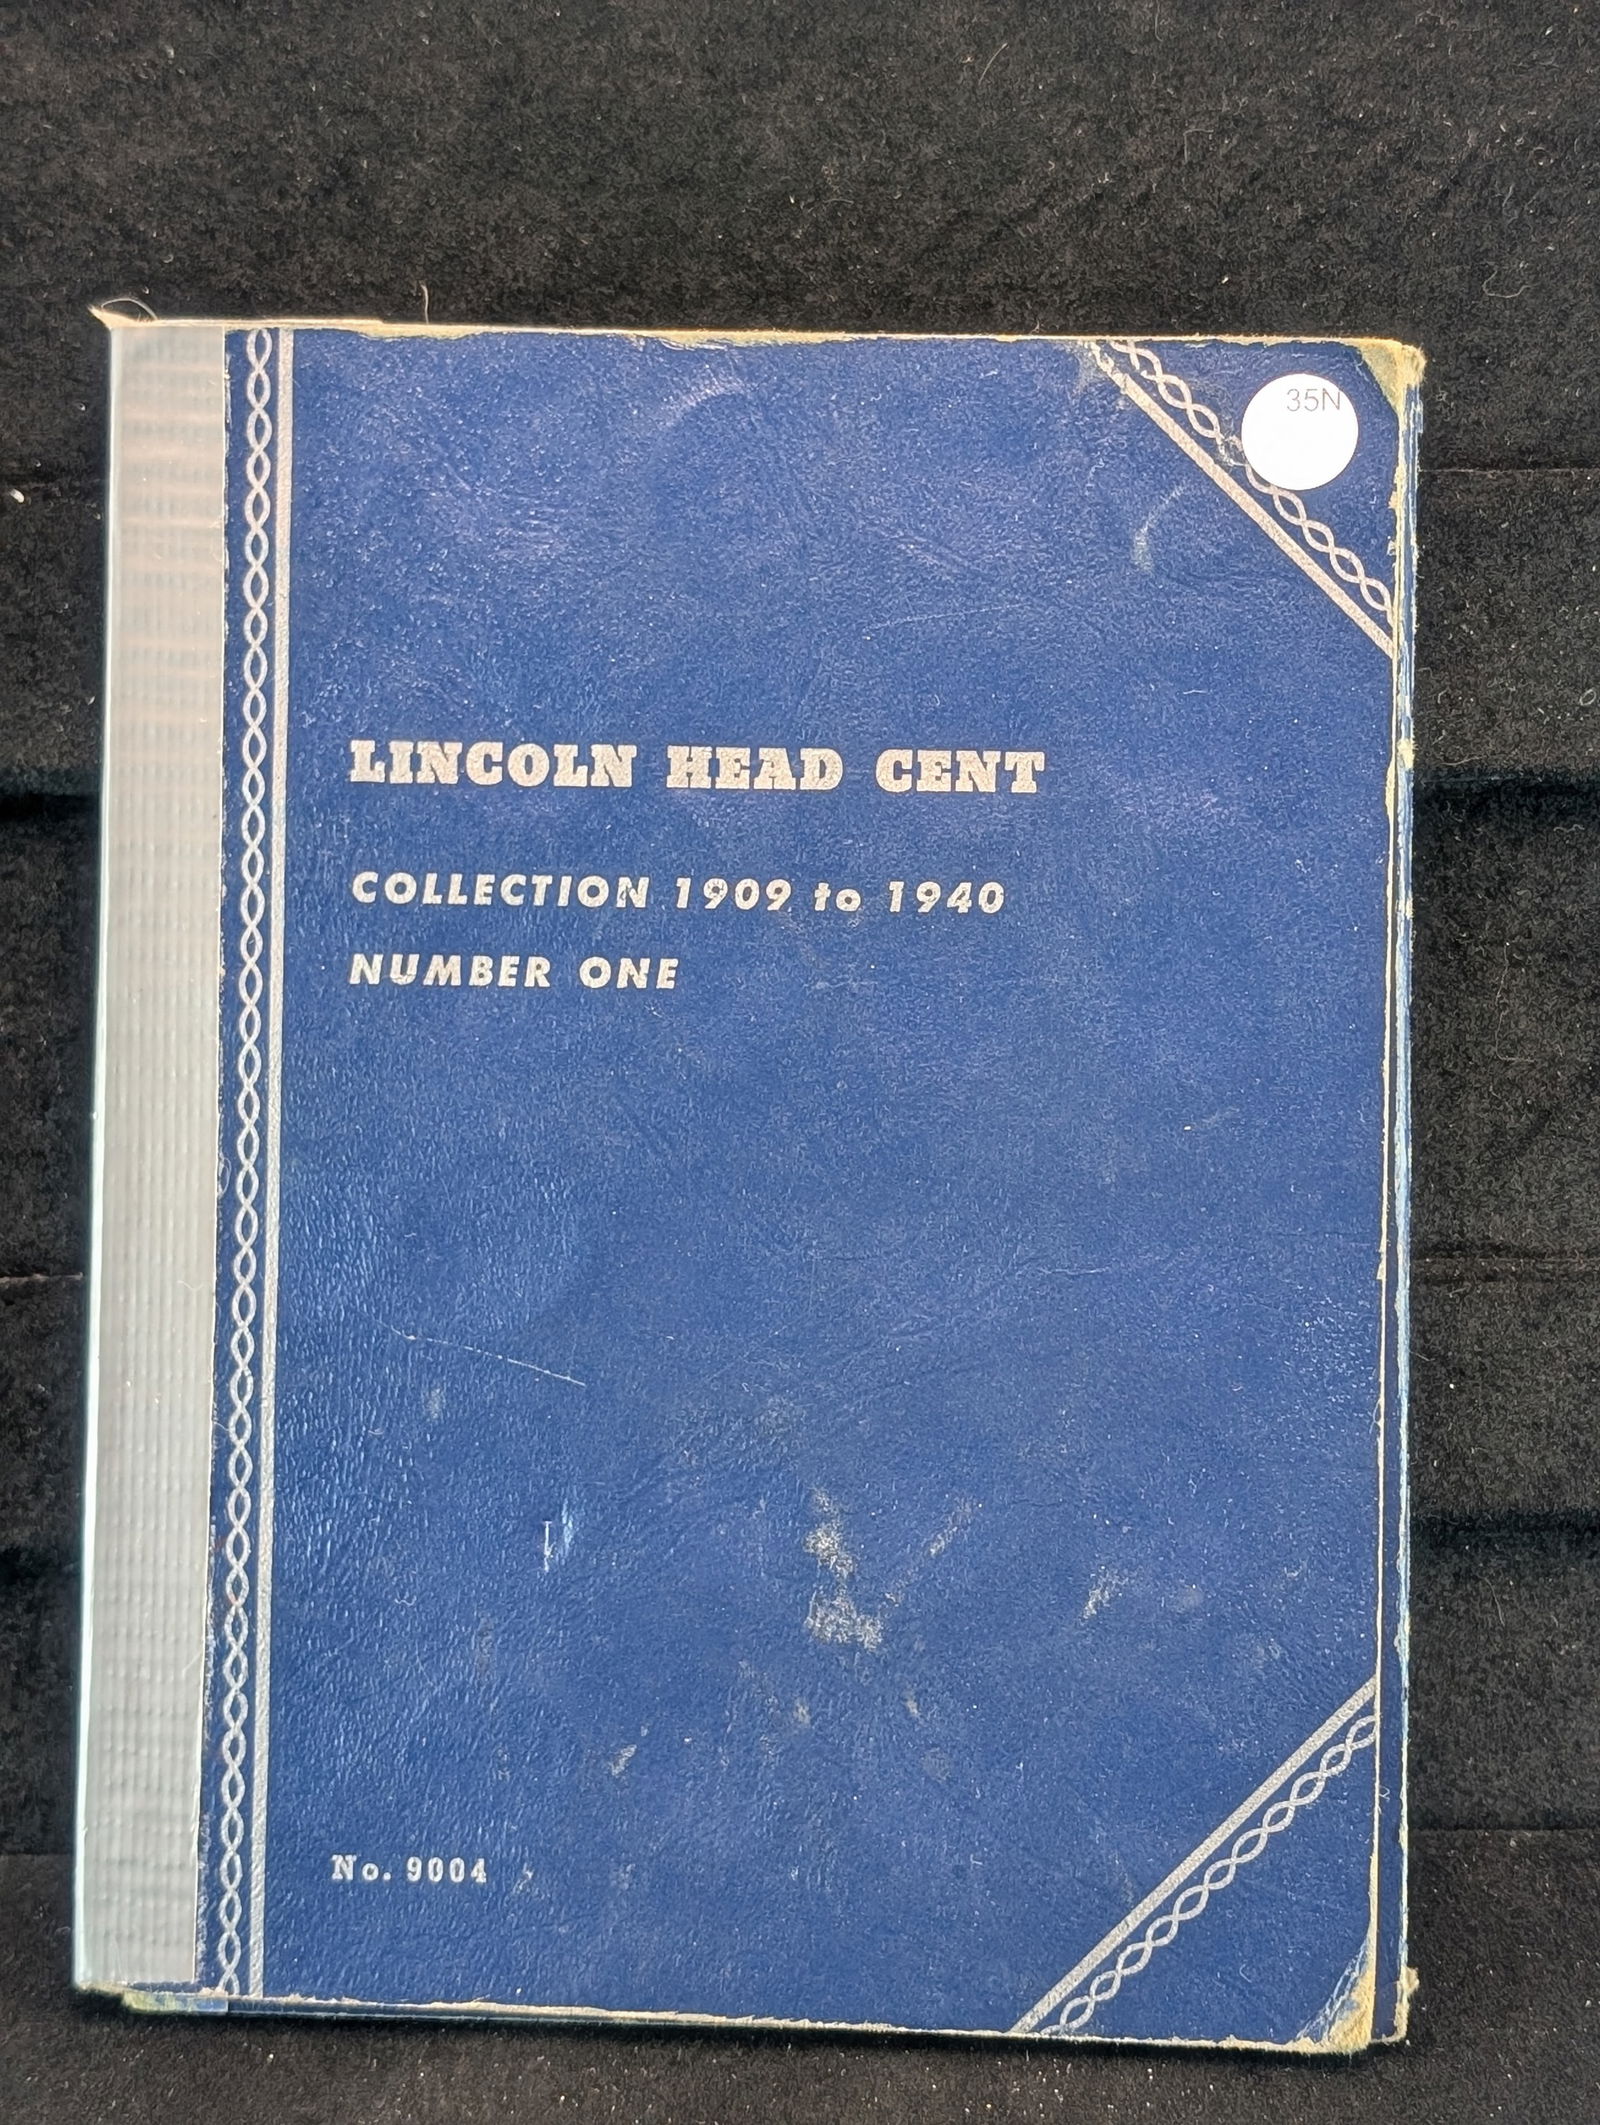 35N
LINCOLN HEAD CENT
COLLECTION 1909 to 1940
NUMBER ONE
No. 9004